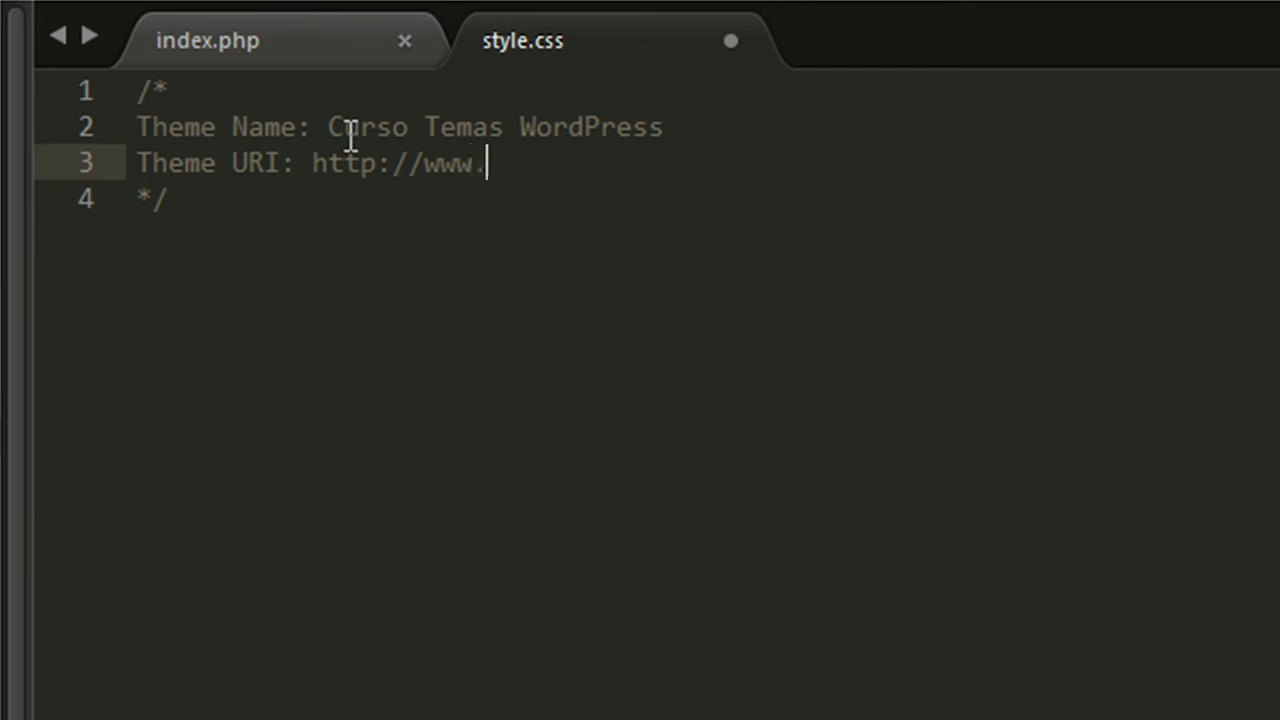 index.php style.css
1 /*
2 Theme Name: Curso Temas WordPress
3 Theme URI: http://www.
4 */